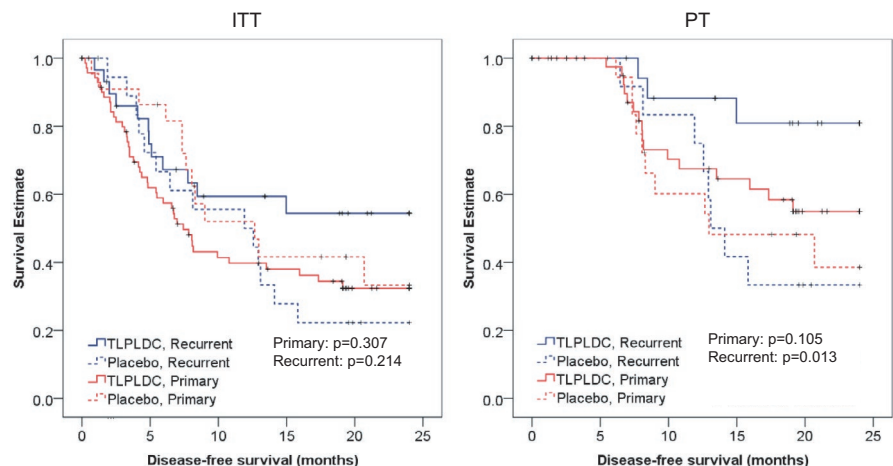 ITT
Survival Estimate
1.0
0.8
0.6
0.4
0.2
0.0
TLPLDC, Recurrent
Placebo, Recurrent
TLPLDC, Primary
Placebo, Primary
Primary: p=0.307
Recurrent: p=0.214
0 5 10 15 20 25
Disease-free survival (months)
PT
Survival Estimate
1.0
0.8
0.6
0.4
0.2
0.0
TLPLDC, Recurrent
Placebo, Recurrent
TLPLDC, Primary
Placebo, Primary
Primary: p=0.105
Recurrent: p=0.013
0 5 10 15 20 25
Disease-free survival (months)